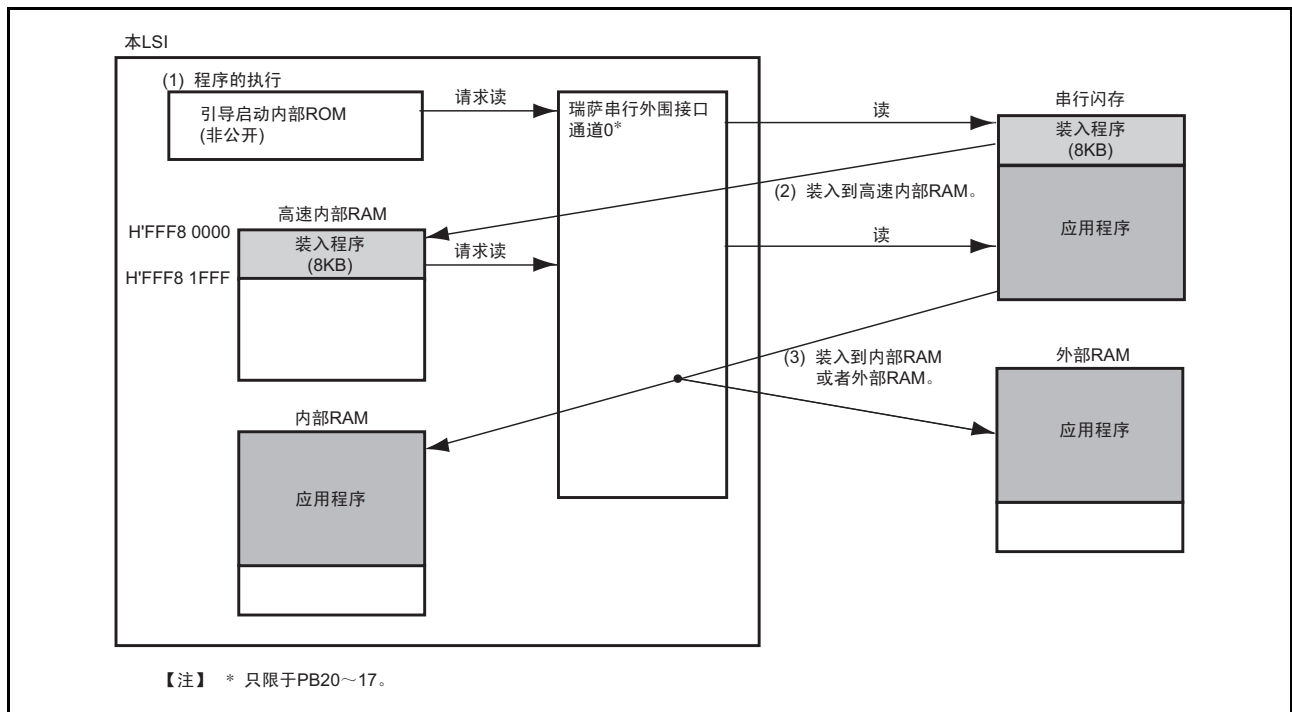 本LSI
(1) 程序的执行
引导启动内部ROM
(非公开)
请求读
瑞萨串行外围接口
通道0*
读
串行闪存
装入程序
(8KB)
应用程序
(2) 装入到高速内部RAM。
高速内部RAM
H'FFF8 0000
装入程序
(8KB)
H'FFF8 1FFF
请求读
读
(3) 装入到内部RAM
或者外部RAM。
外部RAM
应用程序
内部RAM
应用程序
【注】 * 只限于PB20～17。